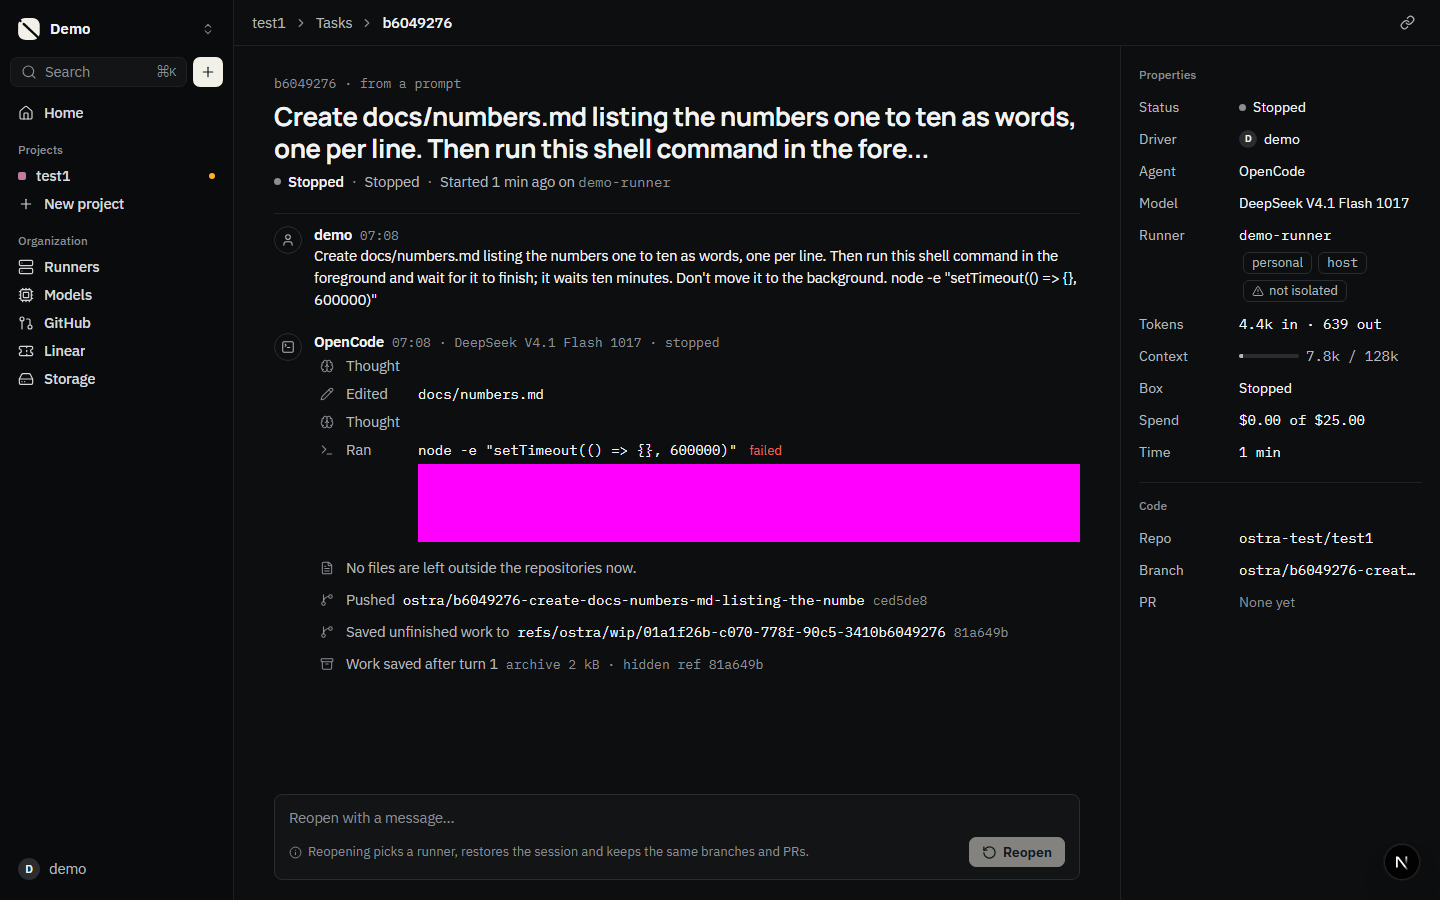 Demo
Search ⌘K
Home
Projects
test1
New project
Organization
Runners
Models
GitHub
Linear
Storage
D demo
test1 > Tasks > b6049276
b6049276 · from a prompt
Create docs/numbers.md listing the numbers one to ten as words,
one per line. Then run this shell command in the fore...
Stopped · Stopped · Started 1 min ago on demo-runner
demo 07:08
Create docs/numbers.md listing the numbers one to ten as words, one per line. Then run this shell command in the
foreground and wait for it to finish; it waits ten minutes. Don't move it to the background. node -e "setTimeout(() => {},
600000)"
OpenCode 07:08 · DeepSeek V4.1 Flash 1017 · stopped
Thought
Edited docs/numbers.md
Thought
Ran node -e "setTimeout(() => {}, 600000)" failed
No files are left outside the repositories now.
Pushed ostra/b6049276-create-docs-numbers-md-listing-the-numbe ced5de8
Saved unfinished work to refs/ostra/wip/01a1f26b-c070-778f-90c5-3410b6049276 81a649b
Work saved after turn 1 archive 2 kB · hidden ref 81a649b
Reopen with a message...
Reopening picks a runner, restores the session and keeps the same branches and PRs.
Reopen
Properties
Status Stopped
Driver D demo
Agent OpenCode
Model DeepSeek V4.1 Flash 1017
Runner demo-runner
personal host
not isolated
Tokens 4.4k in · 639 out
Context 7.8k / 128k
Box Stopped
Spend $0.00 of $25.00
Time 1 min
Code
Repo ostra-test/test1
Branch ostra/b6049276-creat…
PR None yet
N